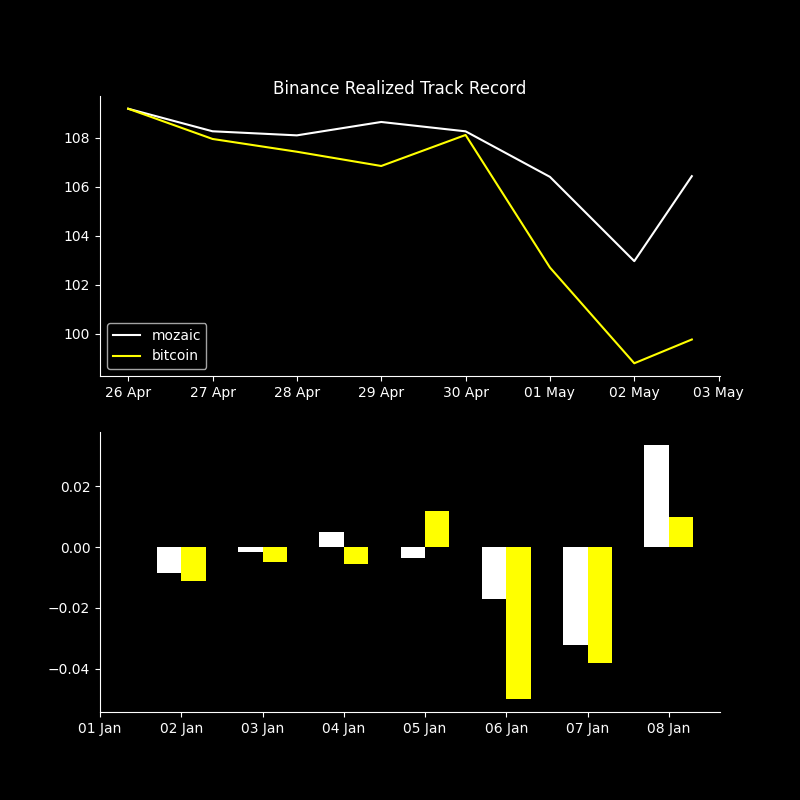 Binance Realized Track Record
108
106
104
102
100
mozaic
bitcoin
26 Apr 27 Apr 28 Apr 29 Apr 30 Apr 01 May 02 May 03 May
0.02
0.00
−0.02
−0.04
01 Jan 02 Jan 03 Jan 04 Jan 05 Jan 06 Jan 07 Jan 08 Jan